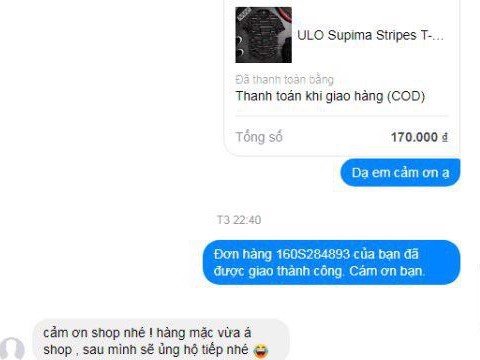 ULO Supima Stripes T-...
Đã thanh toán bằng
Thanh toán khi giao hàng (COD)
Tổng số 170.000 ₫
Dạ em cảm ơn ạ
T3 22:40
Đơn hàng 160S284893 của bạn đã
được giao thành công. Cảm ơn bạn.
cảm ơn shop nhé ! hàng mặc vừa á
shop , sau mình sẽ ủng hộ tiếp nhé 😂